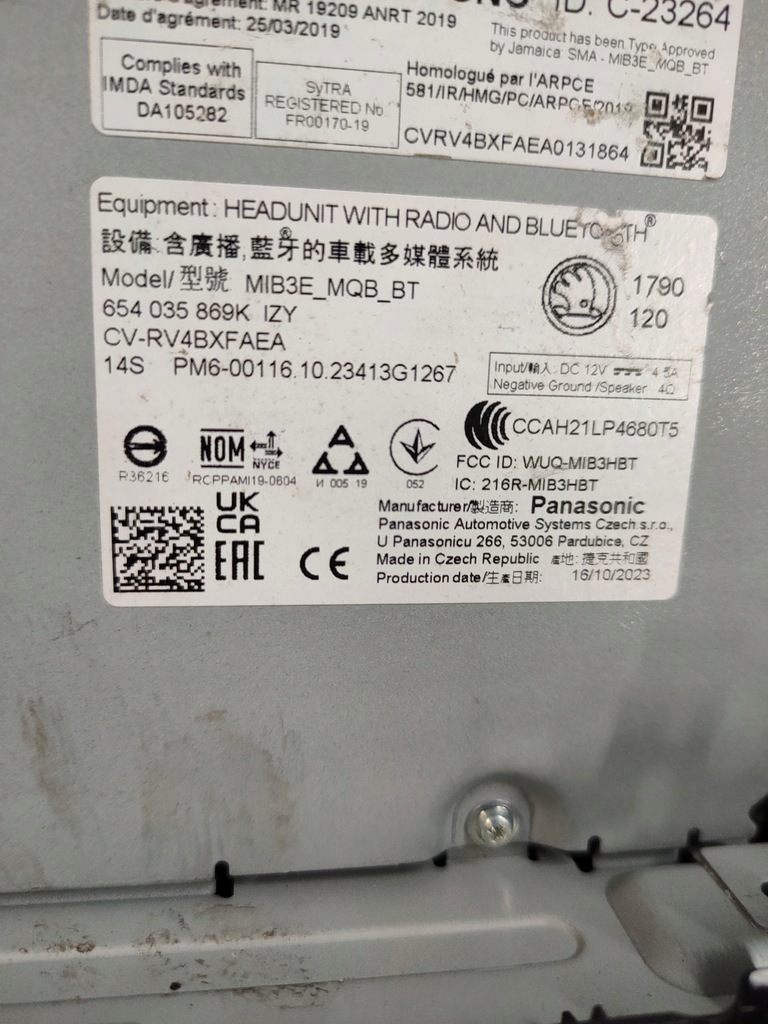 MR 19209 ANRT 2019
Date d'agrément: 25/03/2019
ID: C-23264
This product has been Type Approved
by Jamaica: SMA - MIB3E_MQB_BT
Complies with
IMDA Standards
DA105282
SyTRA
REGISTERED No.
FR00170-19
Homologué par l'ARPCE
581/IR/HMG/PC/ARPCE/2019
CVRV4BXFAEA0131864
Equipment: HEADUNIT WITH RADIO AND BLUETOOTH®
設備:含廣播,藍牙®的車載多媒體系統
Model/型號 MIB3E_MQB_BT
654 035 869K IZY
CV-RV4BXFAEA
14S PM6-00116.10.23413G1267
1790
120
Input/輸入: DC 12V 4.5A
Negative Ground /Speaker 4Ω
R36216
NOM NYCE
RCPPAMI19-0604
И 005 19
052
CCAH21LP4680T5
FCC ID: WUQ-MIB3HBT
IC: 216R-MIB3HBT
UK
CA
EAC
CE
Manufacturer/製造商: Panasonic
Panasonic Automotive Systems Czech s.r.o.,
U Panasonicu 266, 53006 Pardubice, CZ
Made in Czech Republic 產地: 捷克共和國
Production date/生產日期: 16/10/2023